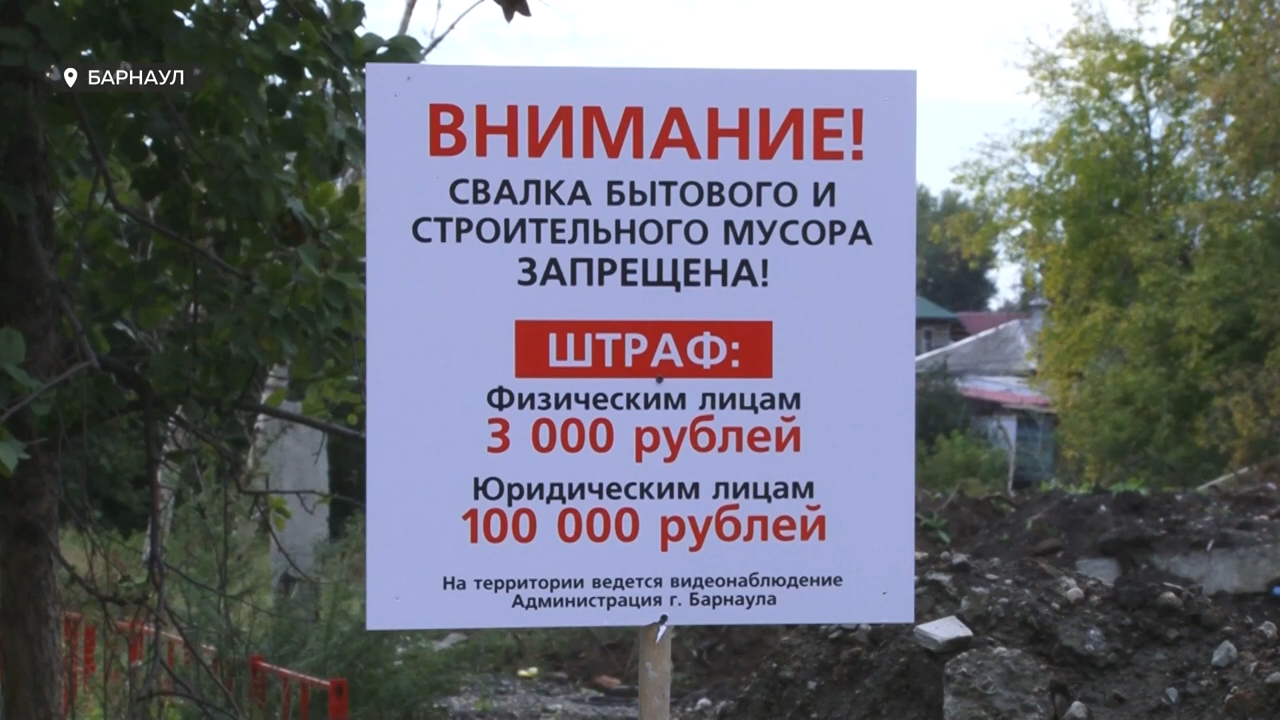 БАРНАУЛ
ВНИМАНИЕ!
СВАЛКА БЫТОВОГО И
СТРОИТЕЛЬНОГО МУСОРА
ЗАПРЕЩЕНА!
ШТРАФ:
Физическим лицам
3 000 рублей
Юридическим лицам
100 000 рублей
На территории ведется видеонаблюдение
Администрация г. Барнаула